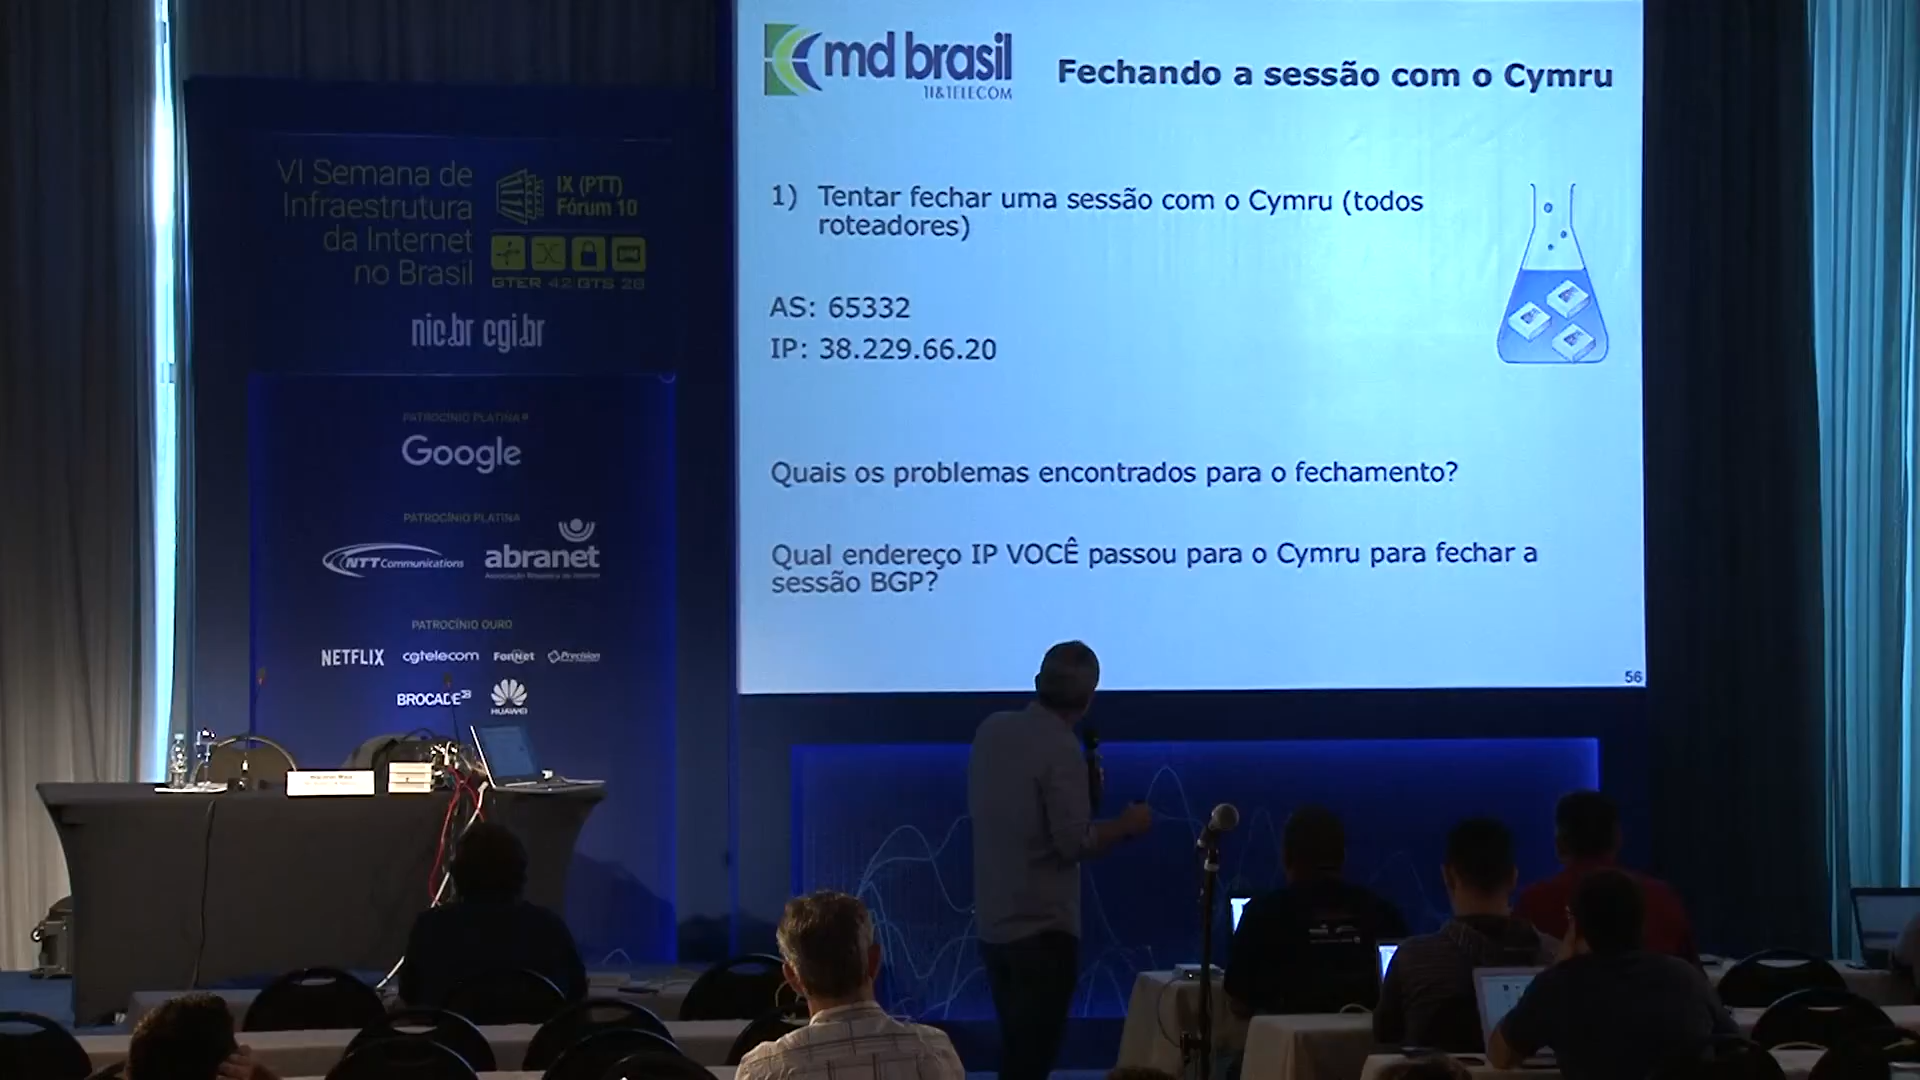 VI Semana de
Infraestrutura
da Internet
no Brasil
IX (PTT)
Fórum 10
GTER 42 GTS 28
nic.br cgi.br
PATROCÍNIO PLATINA
Google
PATROCÍNIO PLATINA
NTT Communications
abranet
PATROCÍNIO OURO
NETFLIX
cgtelecom
Precision
BROCADE
HUAWEI
md brasil
TI & TELECOM
Fechando a sessão com o Cymru
1) Tentar fechar uma sessão com o Cymru (todos
roteadores)
AS: 65332
IP: 38.229.66.20
Quais os problemas encontrados para o fechamento?
Qual endereço IP VOCÊ passou para o Cymru para fechar a
sessão BGP?
56